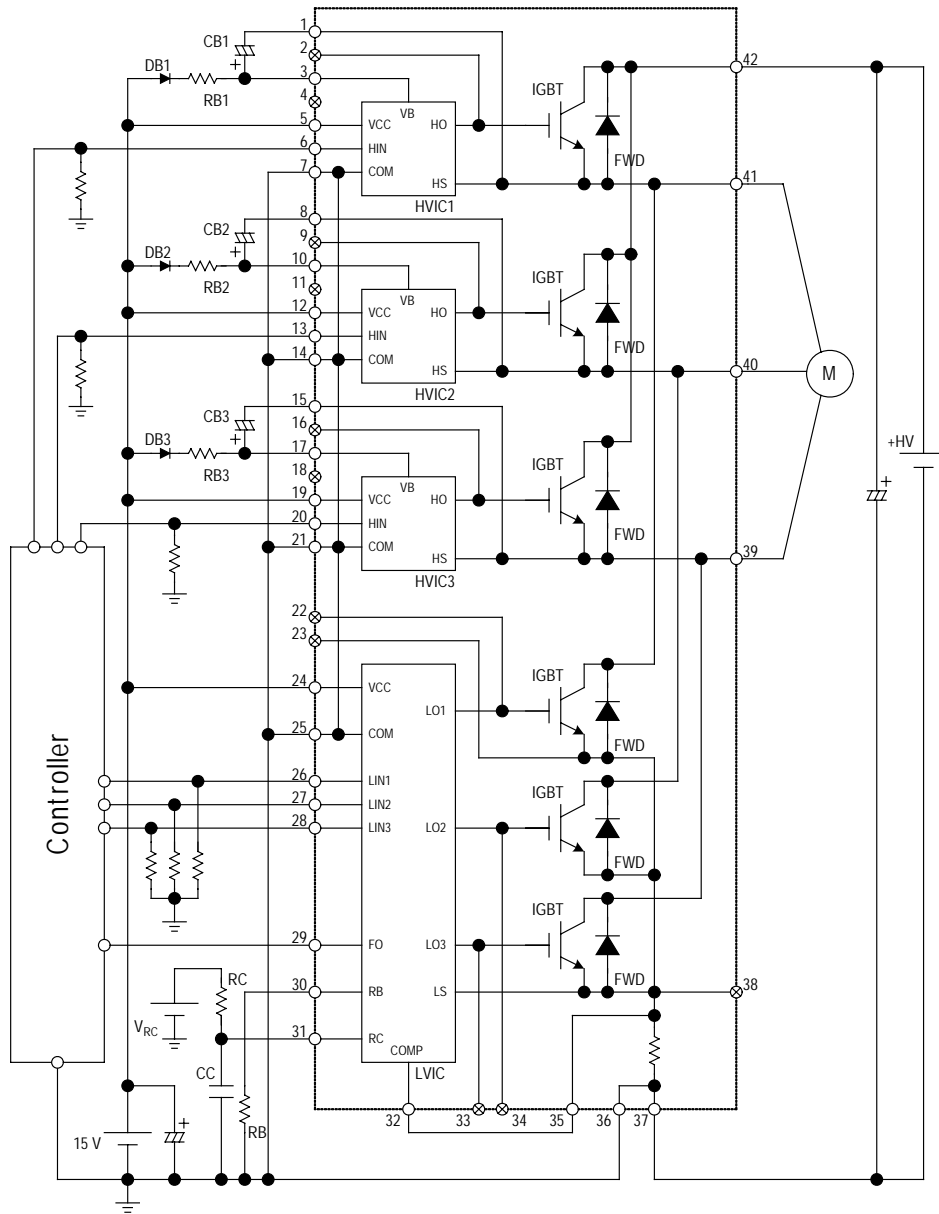 1
CB1
+
2
DB1
3
RB1
4
VB
5
VCC
HO
6
HIN
7
COM
HS
HVIC1
IGBT
FWD
42
41
8
CB2
+
9
DB2
10
RB2
11
VB
12
VCC
HO
13
HIN
14
COM
HS
HVIC2
IGBT
FWD
40
M
15
CB3
+
16
DB3
17
RB3
18
VB
19
VCC
HO
20
HIN
21
COM
HS
HVIC3
IGBT
FWD
39
+HV
+
22
23
24
VCC
LO1
25
COM
IGBT
FWD
Controller
26
LIN1
27
LIN2
28
LIN3
LO2
IGBT
FWD
29
FO
LO3
IGBT
FWD
30
RB
LS
38
RC
VRC
31
RC
COMP
LVIC
CC
RB
15 V
+
32
33
34
35
36
37